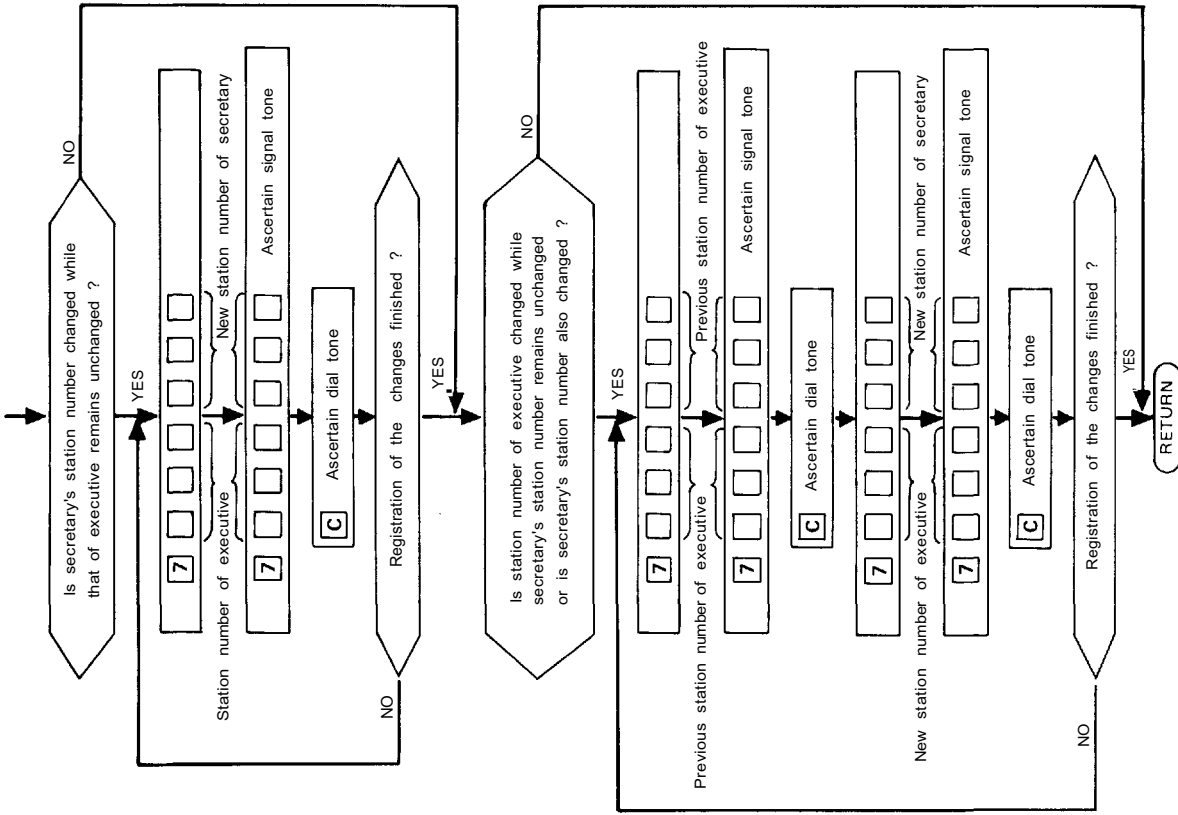 Is secretary's station number changed while
that of executive remains unchanged ?
NO
YES
7
Station number of executive
New station number of secretary
7 Ascertain signal tone
C Ascertain dial tone
Registration of the changes finished ?
NO
YES
Is station number of executive changed while
secretary's station number remains unchanged
or is secretary's station number also changed ?
NO
YES
7
Previous station number of executive
Previous station number of executive
7 Ascertain signal tone
C Ascertain dial tone
7
New station number of executive
New station number of secretary
7 Ascertain signal tone
C Ascertain dial tone
Registration of the changes finished ?
NO
YES
RETURN